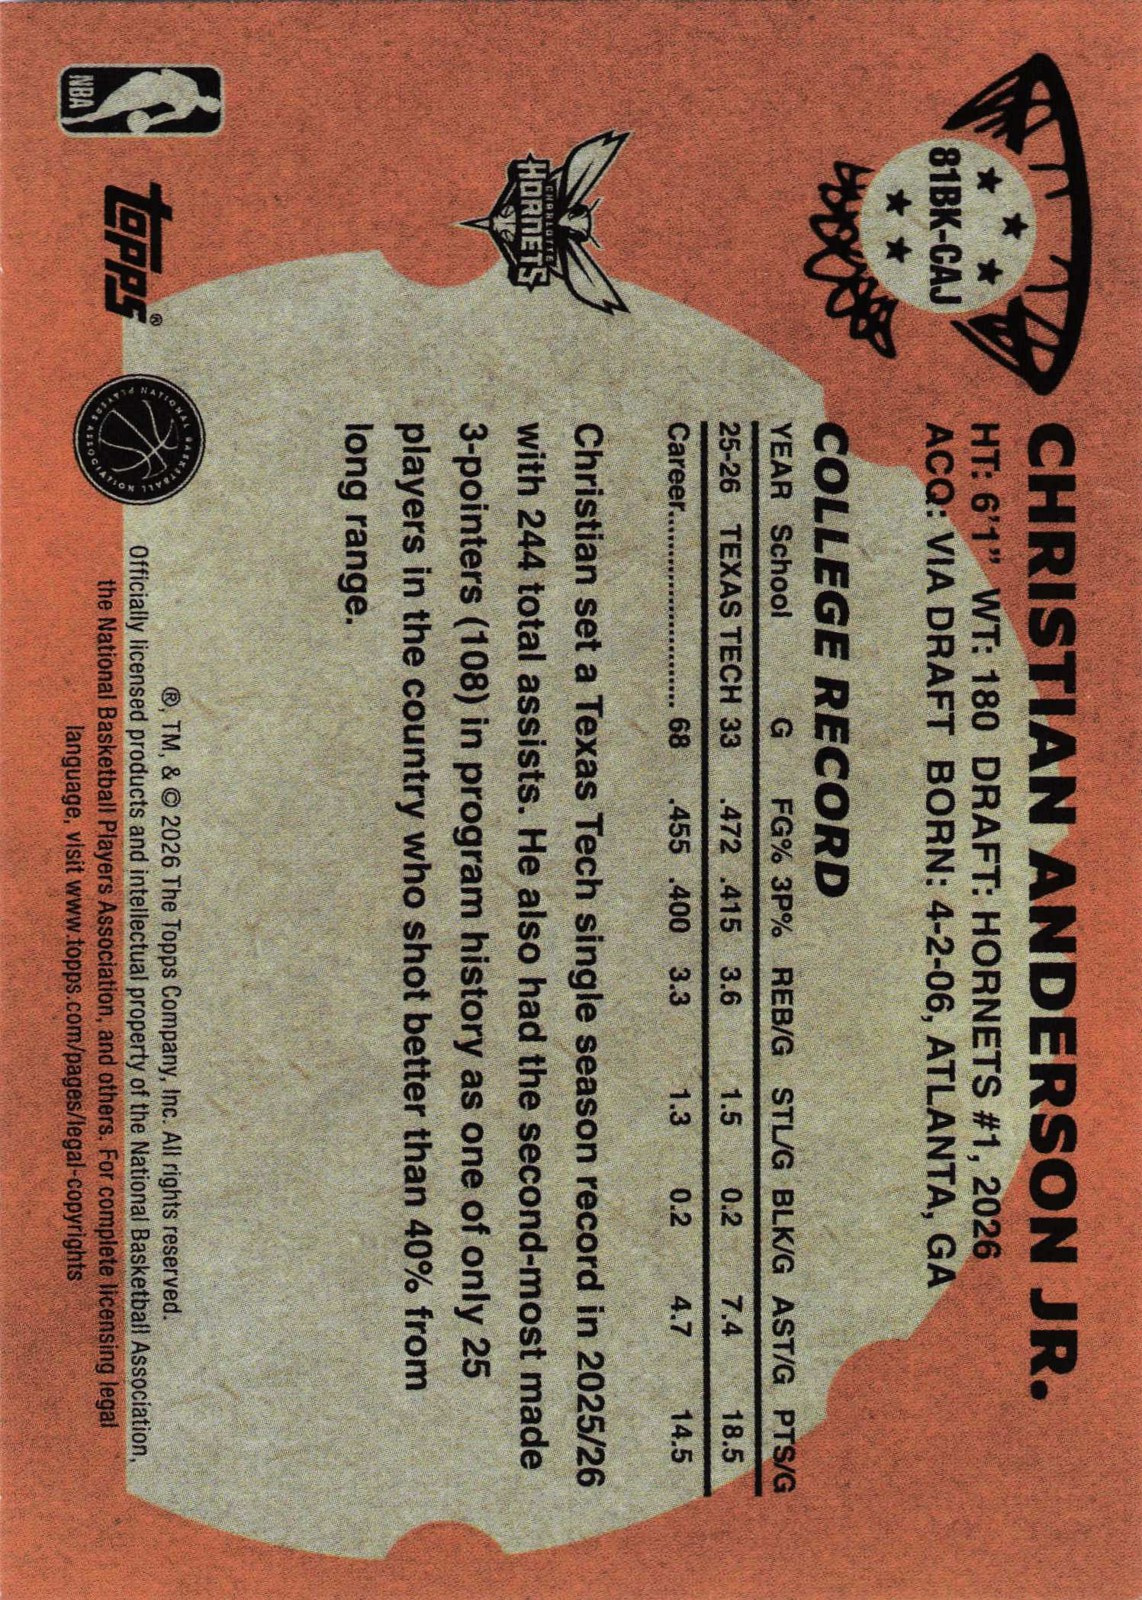 81BK-CAJ
CHRISTIAN ANDERSON JR.
HT: 6'1" WT: 180 DRAFT: HORNETS #1, 2026
ACQ: VIA DRAFT BORN: 4-2-06, ATLANTA, GA
COLLEGE RECORD
YEAR School G FG% 3P% REB/G STL/G BLK/G AST/G PTS/G
25-26 TEXAS TECH 33 .472 .415 3.6 1.5 0.2 7.4 18.5
Career........................ 68 .455 .400 3.3 1.3 0.2 4.7 14.5
CHARLOTTE
HORNETS
Christian set a Texas Tech single season record in 2025/26
with 244 total assists. He also had the second-most made
3-pointers (108) in program history as one of only 25
players in the country who shot better than 40% from
long range.
NBA
topps®
NATIONAL BASKETBALL PLAYERS ASSOCIATION
®, TM, & © 2026 The Topps Company, Inc. All rights reserved.
Officially licensed products and intellectual property of the National Basketball Association,
the National Basketball Players Association, and others. For complete licensing legal
language, visit www.topps.com/pages/legal-copyrights